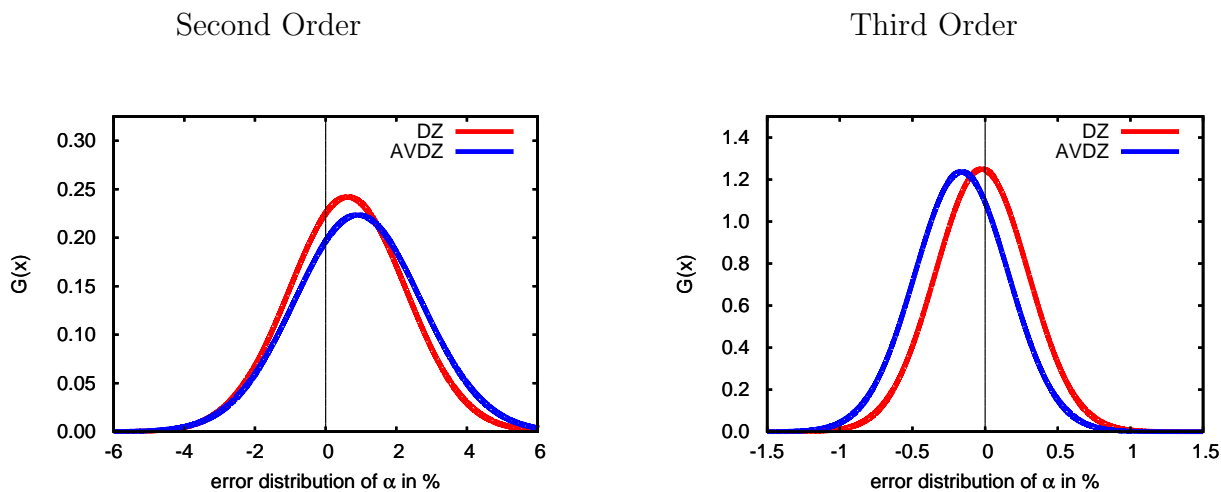 Second Order
Third Order
DZ
AVDZ
0.30
0.25
0.20
0.15
0.10
0.05
0.00
G(x)
-6 -4 -2 0 2 4 6
error distribution of α in %
DZ
AVDZ
1.4
1.2
1.0
0.8
0.6
0.4
0.2
0.0
G(x)
-1.5 -1 -0.5 0 0.5 1 1.5
error distribution of α in %